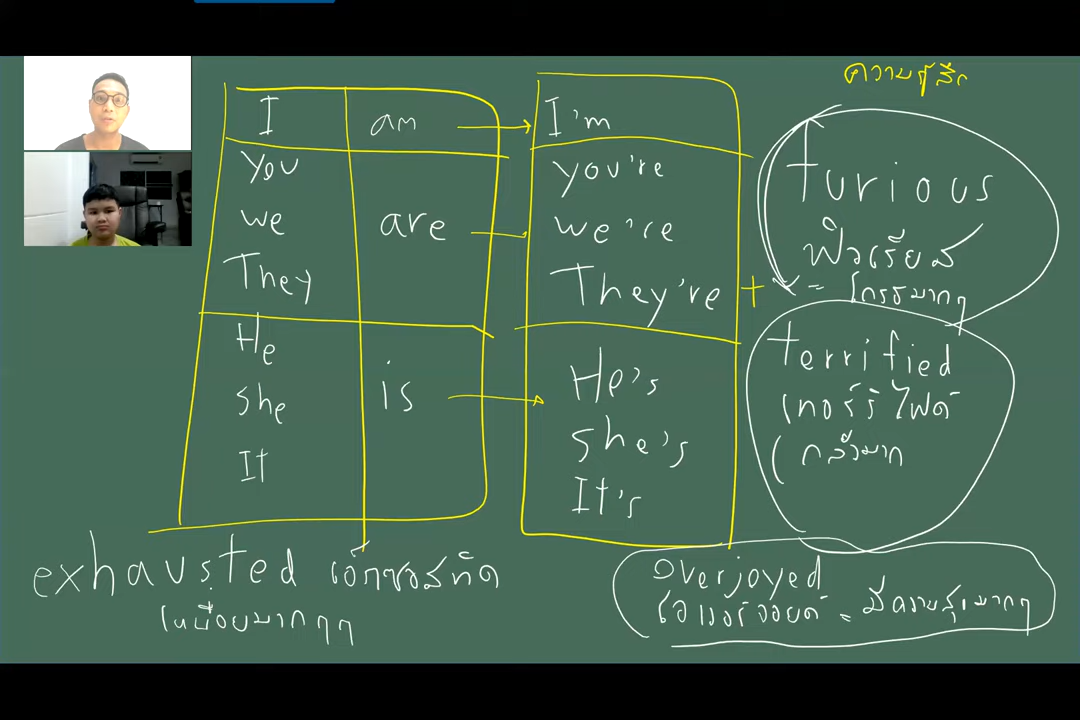 I am → I'm
You
we are → 
They
you're
we're
They're +
He
she is →
It
He's
she's
It's
ความรู้สึก
furious
ฟิวเรียส
= โกรธมากๆ
terrified
เทอร์ริไฟด์
(กลัวมาก
exhausted เอ็กซอสทิด
เหนื่อยมากๆๆ
overjoyed
โอเวอร์จอยด์ = มีความสุขมากๆ